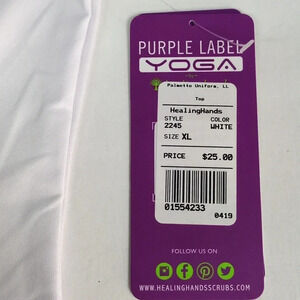 PURPLE LABEL
YOGA
Palmetto Uniform, LL
Top
HealingHands
STYLE COLOR
2245 WHITE
SIZE XL
PRICE $25.00
01554233
0419
FOLLOW US ON
WWW.HEALINGHANDSSCRUBS.COM